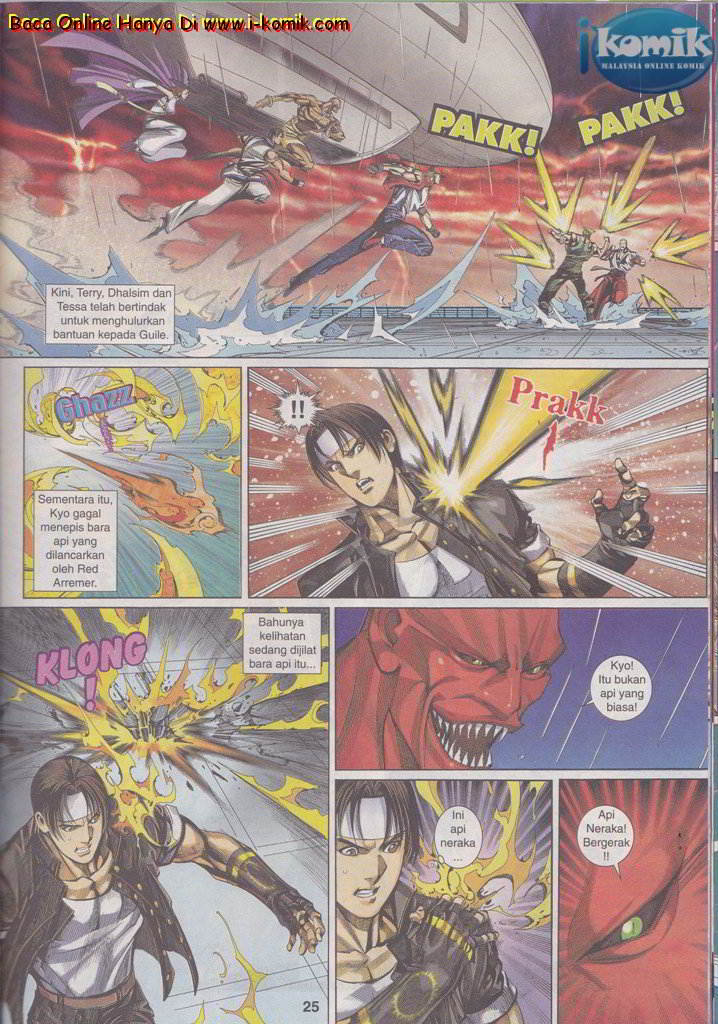 Baca Online Hanya Di www.i-komik.com
i komik
MALAYSIA ONLINE KOMIK
PAKK!
PAKK!
Kini, Terry, Dhalsim dan
Tessa telah bertindak
untuk menghulurkan
bantuan kepada Guile.
Ghazz
Sementara itu,
Kyo gagal
menepis bara
api yang
dilancarkan
oleh Red
Arremer.
!!
Prakk
!
KLONG
!
Bahunya
kelihatan
sedang dijilat
bara api itu...
Kyo!
Itu bukan
api yang
biasa!
Ini
api
neraka
...
Api
Neraka!
Bergerak
!!
25